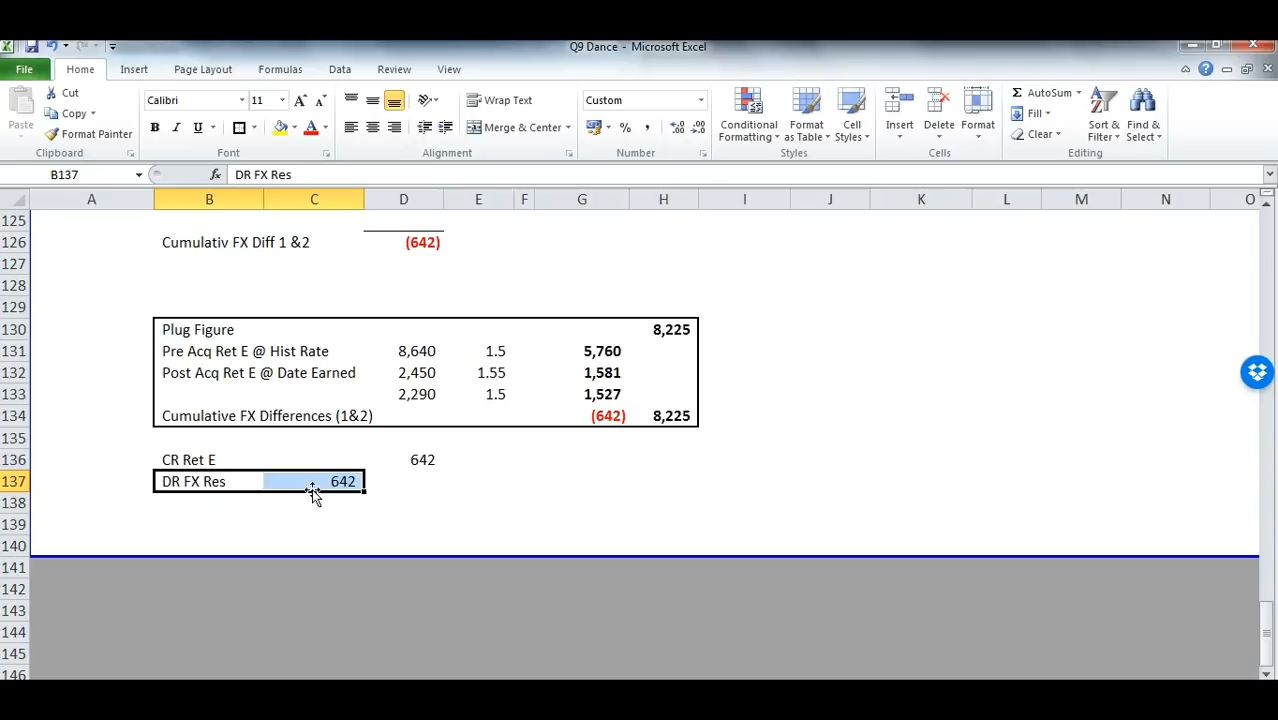 Q9 Dance - Microsoft Excel
File Home Insert Page Layout Formulas Data Review View
Paste
Cut
Copy
Format Painter
Clipboard
Calibri 11
B I U
Font
Wrap Text
Merge & Center
Alignment
Custom
Number
Conditional Formatting
Format as Table
Cell Styles
Styles
Insert Delete Format
Cells
AutoSum
Fill
Clear
Sort & Filter
Find & Select
Editing
B137 fx DR FX Res
A B C D E F G H I J K L M N O
125
126 Cumulativ FX Diff 1 &2 (642)
127
128
129
130 Plug Figure 8,225
131 Pre Acq Ret E @ Hist Rate 8,640 1.5 5,760
132 Post Acq Ret E @ Date Earned 2,450 1.55 1,581
133 2,290 1.5 1,527
134 Cumulative FX Differences (1&2) (642) 8,225
135
136 CR Ret E 642
137 DR FX Res 642
138
139
140
141
142
143
144
145
146